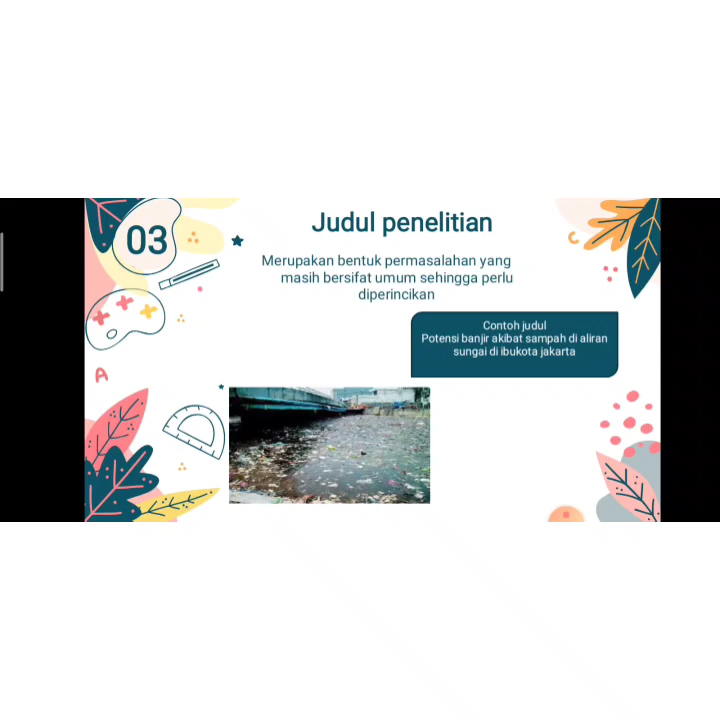 03
Judul penelitian
Merupakan bentuk permasalahan yang
masih bersifat umum sehingga perlu
diperincikan
Contoh judul
Potensi banjir akibat sampah di aliran
sungai di ibukota jakarta
A